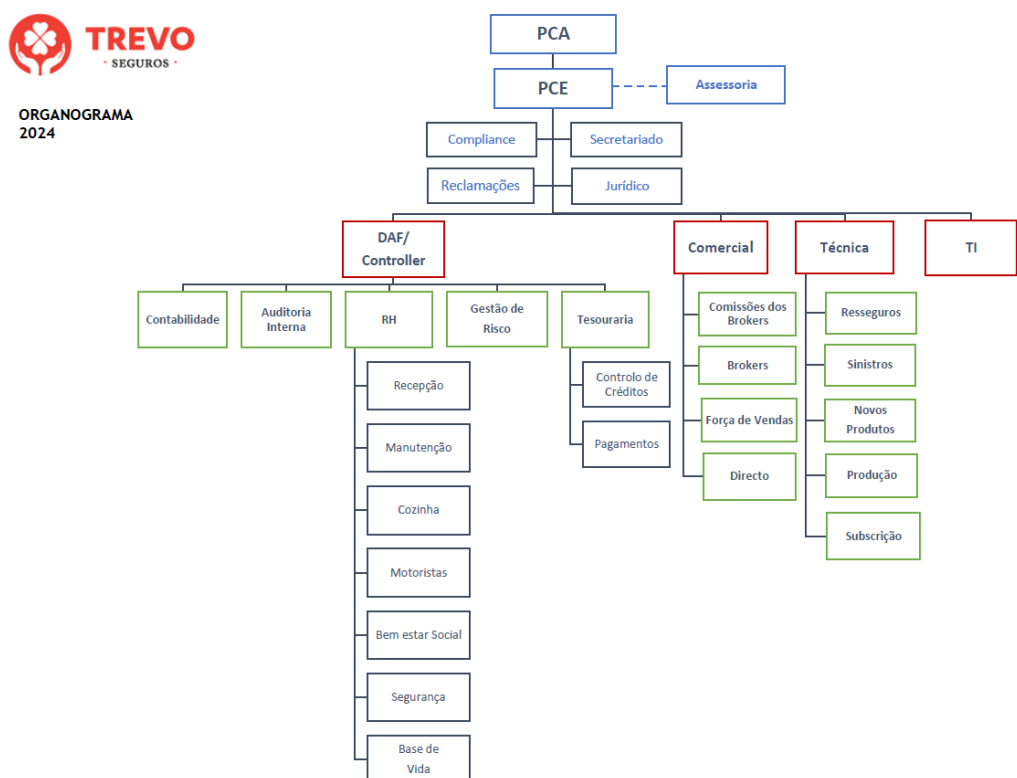 TREVO
· SEGUROS ·
ORGANOGRAMA
2024
PCA
PCE
Assessoria
Compliance
Secretariado
Reclamações
Jurídico
DAF/
Controller
Comercial
Técnica
TI
Contabilidade
Auditoria
Interna
RH
Gestão de
Risco
Tesouraria
Recepção
Manutenção
Cozinha
Motoristas
Bem estar Social
Segurança
Base de
Vida
Controlo de
Créditos
Pagamentos
Comissões dos
Brokers
Brokers
Força de Vendas
Directo
Resseguros
Sinistros
Novos
Produtos
Produção
Subscrição